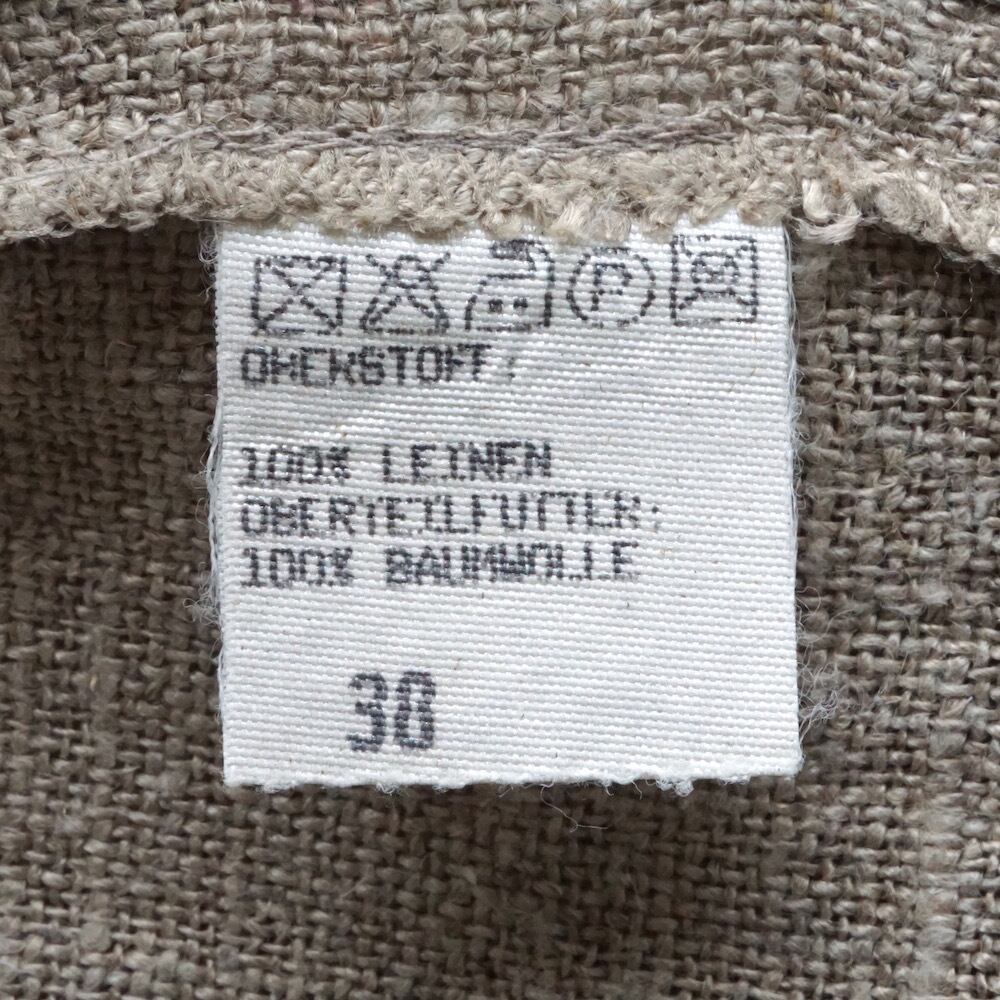 P
OBERSTOFF:
100% LEINEN
OBERTEILFUTTER:
100% BAUMWOLLE
38